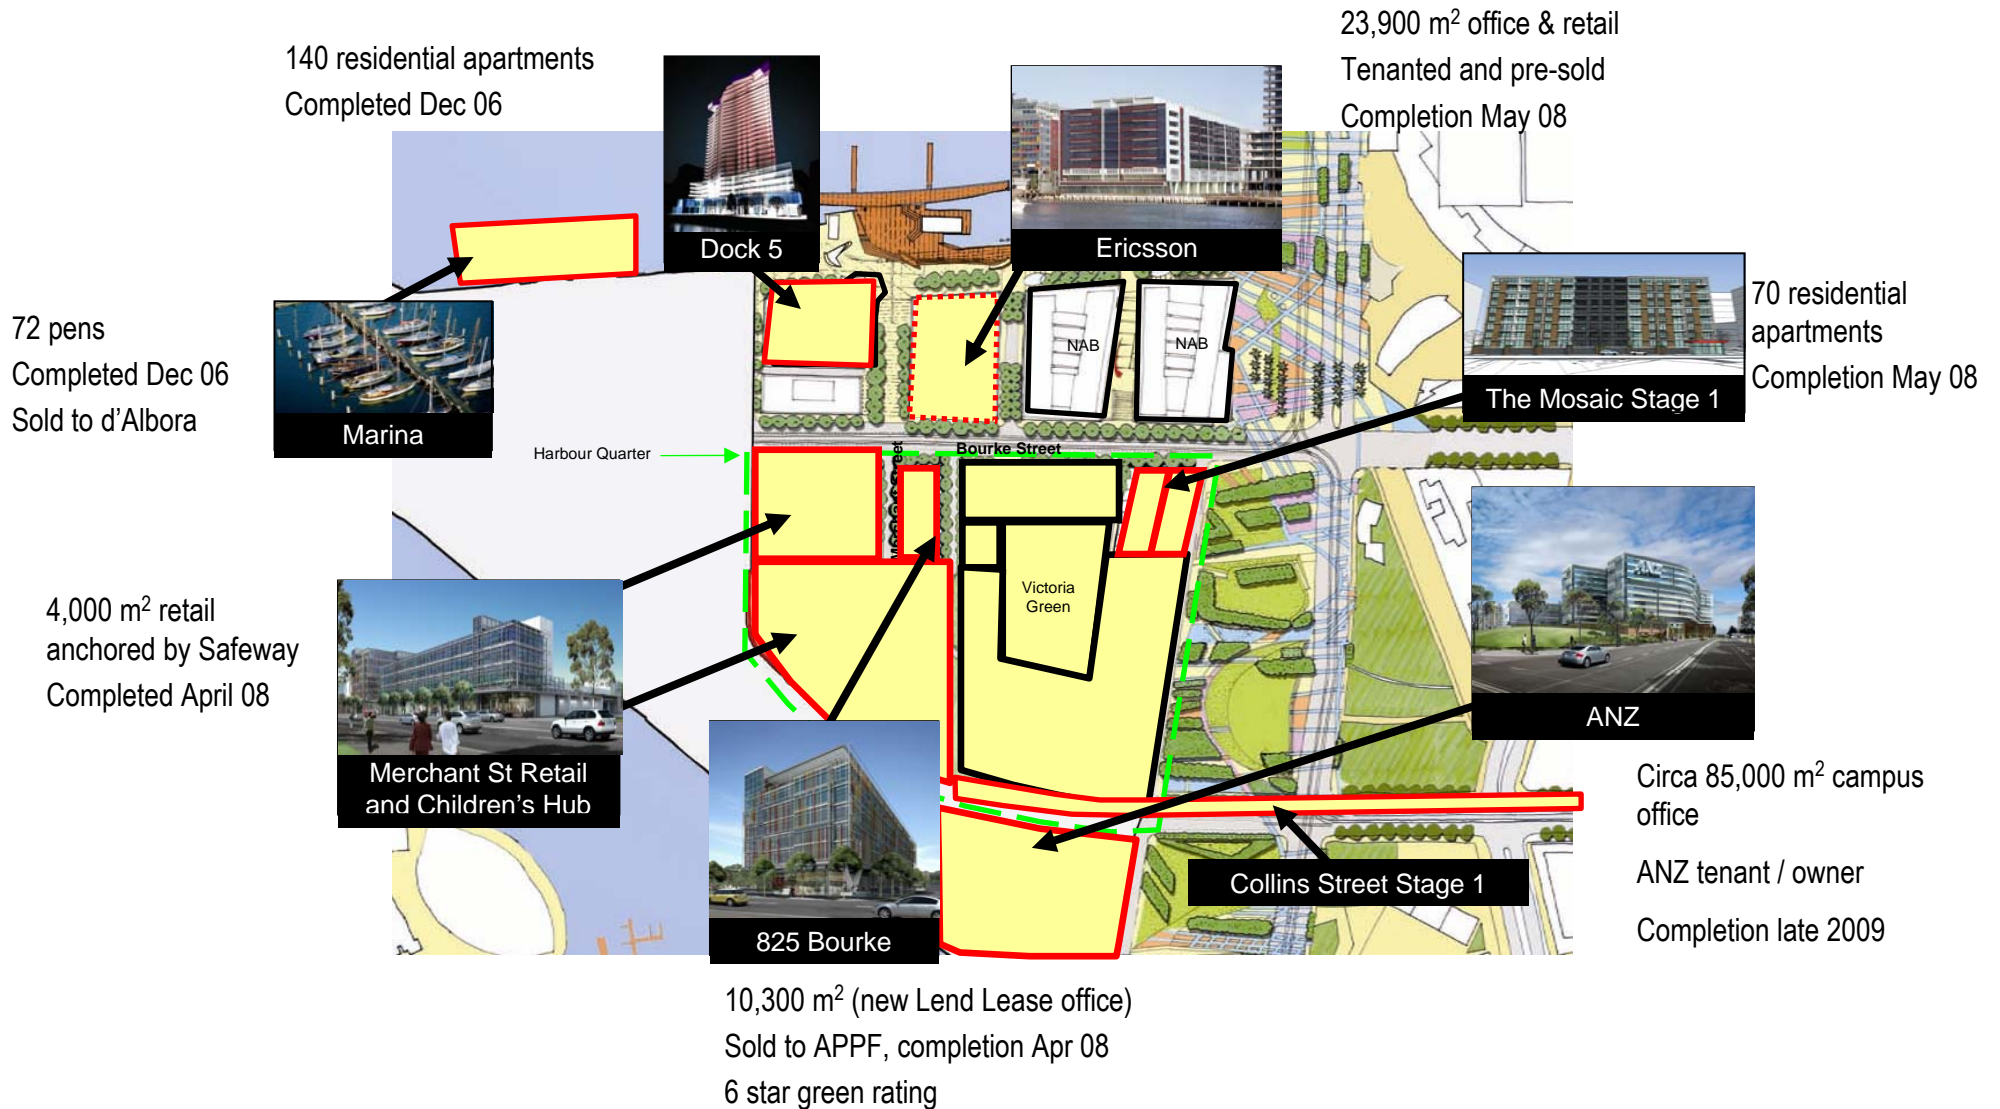 23,900 m² office & retail
Tenanted and pre-sold
Completion May 08
140 residential apartments
Completed Dec 06
Dock 5
Ericsson
70 residential
apartments
Completion May 08
The Mosaic Stage 1
72 pens
Completed Dec 06
Sold to d'Albora
Marina
NAB
NAB
Harbour Quarter
Bourke Street
Victoria
Green
4,000 m² retail
anchored by Safeway
Completed April 08
Merchant St Retail
and Children's Hub
ANZ
ANZ
Circa 85,000 m² campus
office
ANZ tenant / owner
Completion late 2009
Collins Street Stage 1
825 Bourke
10,300 m² (new Lend Lease office)
Sold to APPF, completion Apr 08
6 star green rating